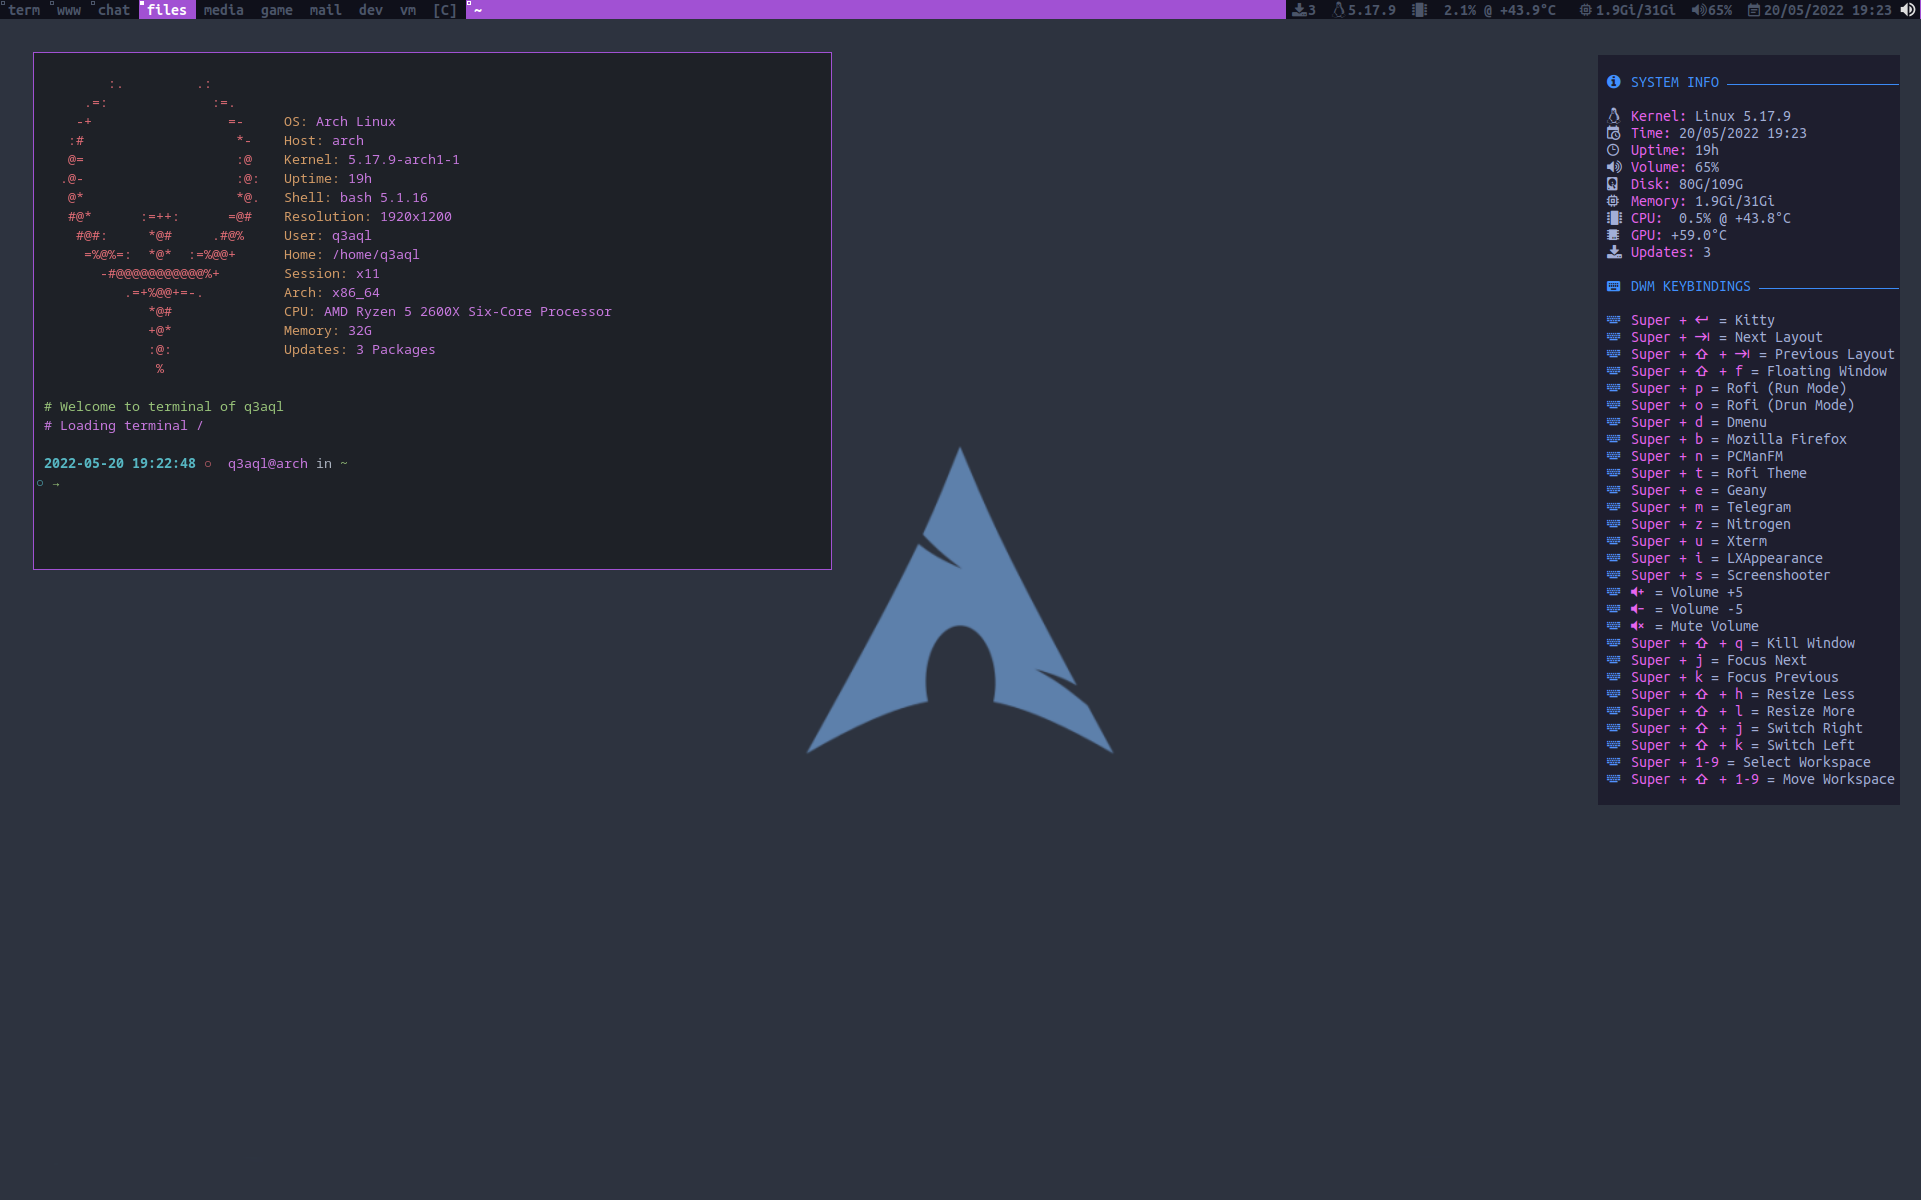 term www chat files media game mail dev vm [C] ~ 3 5.17.9 2.1% @ +43.9°C 1.9Gi/31Gi 65% 20/05/2022 19:23
:. .:
.=: :=.
-+ =- OS: Arch Linux
:# *- Host: arch
@= :@ Kernel: 5.17.9-arch1-1
.@- :@: Uptime: 19h
@* *@. Shell: bash 5.1.16
#@* :=++: =@# Resolution: 1920x1200
#@#: *@# .#@% User: q3aql
=%@%=: *@* :=%@@+ Home: /home/q3aql
-#@@@@@@@@@@@%+ Session: x11
.=+%@@+=-. Arch: x86_64
*@# CPU: AMD Ryzen 5 2600X Six-Core Processor
+@* Memory: 32G
:@: Updates: 3 Packages
%
# Welcome to terminal of q3aql
# Loading terminal /
2022-05-20 19:22:48 ○ q3aql@arch in ~
○ →
SYSTEM INFO
Kernel: Linux 5.17.9
Time: 20/05/2022 19:23
Uptime: 19h
Volume: 65%
Disk: 80G/109G
Memory: 1.9Gi/31Gi
CPU: 0.5% @ +43.8°C
GPU: +59.0°C
Updates: 3
DWM KEYBINDINGS
Super + ↵ = Kitty
Super + ⇥ = Next Layout
Super + ⇧ + ⇥ = Previous Layout
Super + ⇧ + f = Floating Window
Super + p = Rofi (Run Mode)
Super + o = Rofi (Drun Mode)
Super + d = Dmenu
Super + b = Mozilla Firefox
Super + n = PCManFM
Super + t = Rofi Theme
Super + e = Geany
Super + m = Telegram
Super + z = Nitrogen
Super + u = Xterm
Super + i = LXAppearance
Super + s = Screenshooter
= Volume +5
= Volume -5
= Mute Volume
Super + ⇧ + q = Kill Window
Super + j = Focus Next
Super + k = Focus Previous
Super + ⇧ + h = Resize Less
Super + ⇧ + l = Resize More
Super + ⇧ + j = Switch Right
Super + ⇧ + k = Switch Left
Super + 1-9 = Select Workspace
Super + ⇧ + 1-9 = Move Workspace